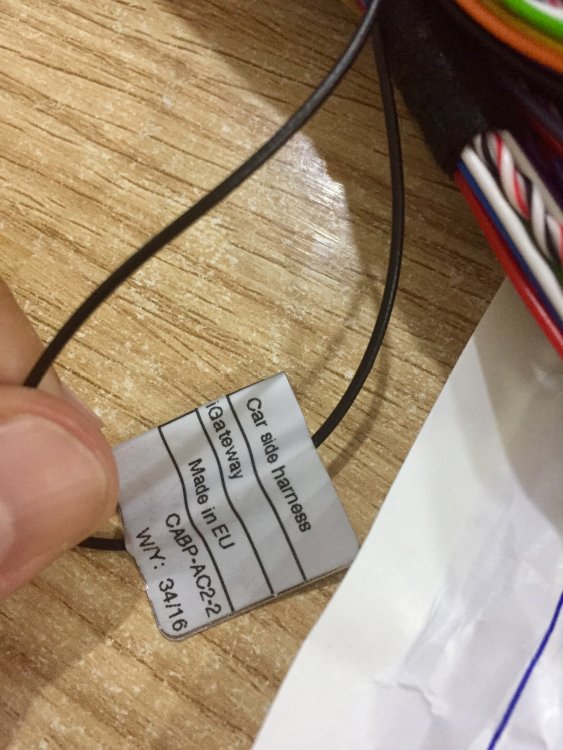 Car side harness
iGateway
Made in EU
CABP-AC2-2
W/Y: 34/16